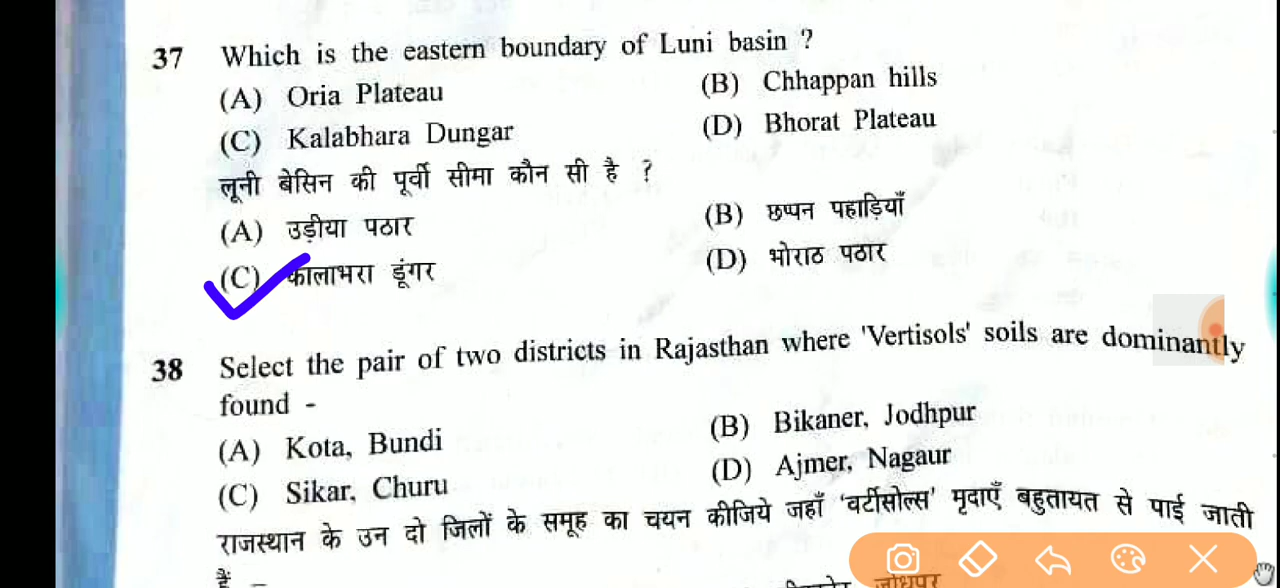 37 Which is the eastern boundary of Luni basin ?
(A) Oria Plateau (B) Chhappan hills
(C) Kalabhara Dungar (D) Bhorat Plateau
लूनी बेसिन की पूर्वी सीमा कौन सी है ?
(A) उड़ीया पठार (B) छप्पन पहाड़ियाँ
(C) कालाभरा डूंगर (D) भोराठ पठार
38 Select the pair of two districts in Rajasthan where 'Vertisols' soils are dominantly
found -
(A) Kota, Bundi (B) Bikaner, Jodhpur
(C) Sikar, Churu (D) Ajmer, Nagaur
राजस्थान के उन दो जिलों के समूह का चयन कीजिये जहाँ 'वर्टीसोल्स' मृदाएँ बहुतायत से पाई जाती
हैं –